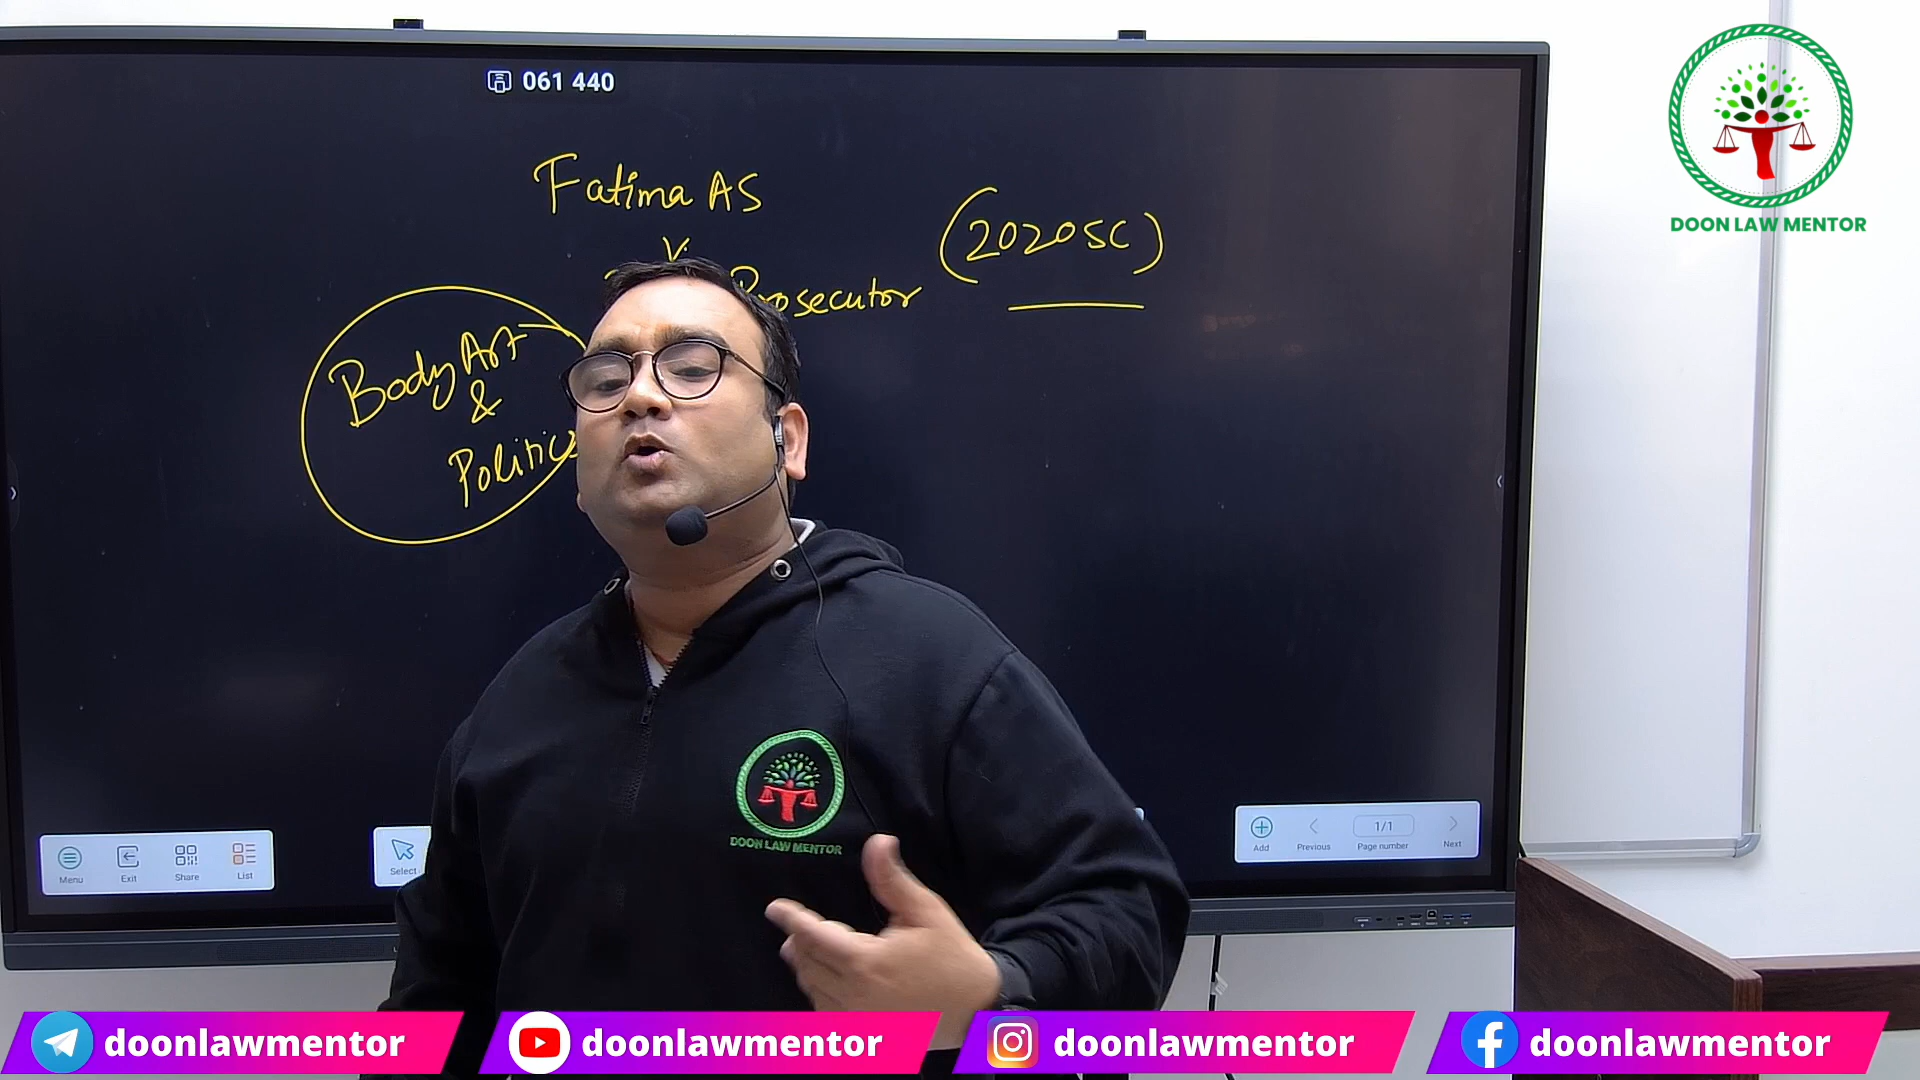 061 440
Fatima AS
v.
Prosecutor
(2020 SC)
Body Art
&
Politics
DOON LAW MENTOR
DOON LAW MENTOR
Menu
Exit
Share
List
Select
Add
Previous
1/1
Page number
Next
doonlawmentor
doonlawmentor
doonlawmentor
doonlawmentor